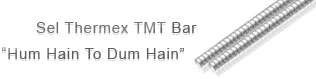 Sel Thermex TMT Bar
“Hum Hain To Dum Hain”